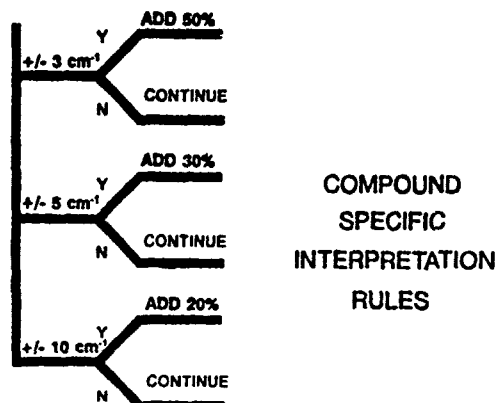 Y
ADD 50%
+/- 3 cm⁻¹
CONTINUE
N
ADD 30%
Y
+/- 5 cm⁻¹
CONTINUE
N
ADD 20%
Y
+/- 10 cm⁻¹
CONTINUE
N
COMPOUND
SPECIFIC
INTERPRETATION
RULES